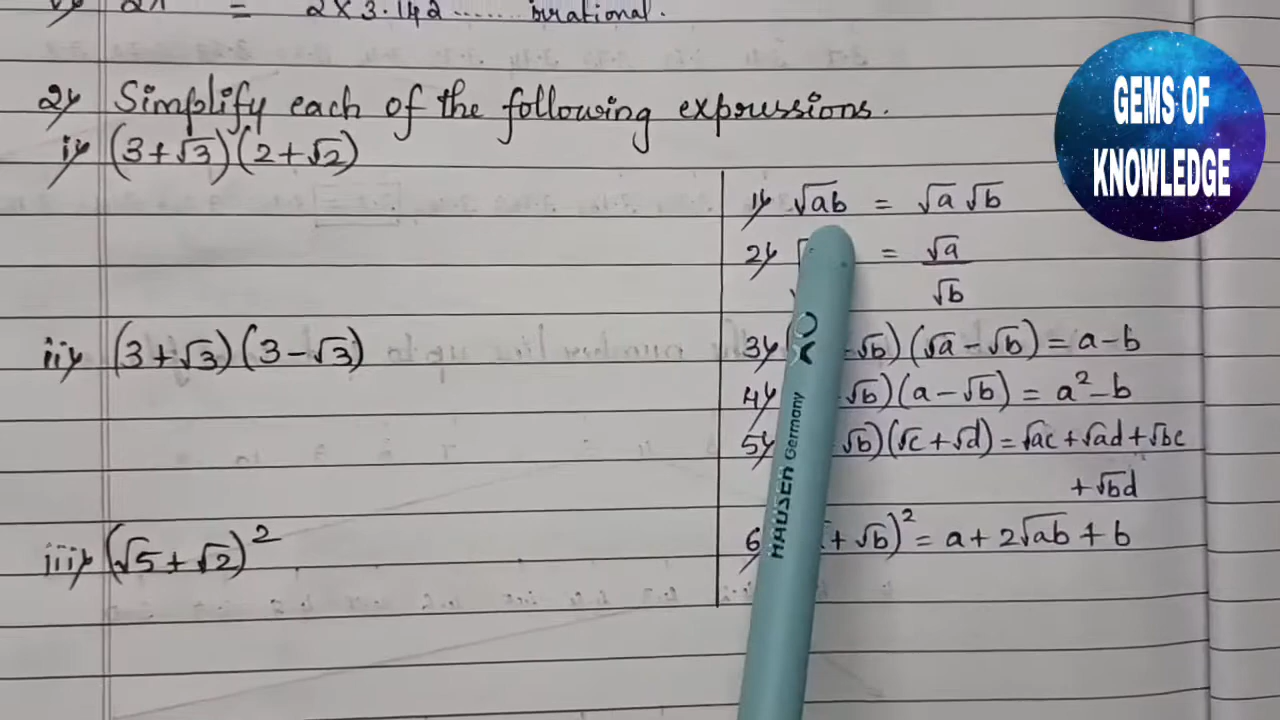 2π = 2 × 3.142...... irrational.
2) Simplify each of the following expressions.
i) (3+√3)(2+√2)
ii) (3+√3)(3-√3)
iii) (√5+√2)²
1) √ab = √a √b
2) √ = √a/√b
3) ( -√b)(√a-√b) = a-b
4) √b)(a-√b) = a²-b
5) √b)(√c+√d) = √ac+√ad+√bc
+√bd
6) +√b)² = a+2√ab+b
HAUSER Germany XO
GEMS OF
KNOWLEDGE